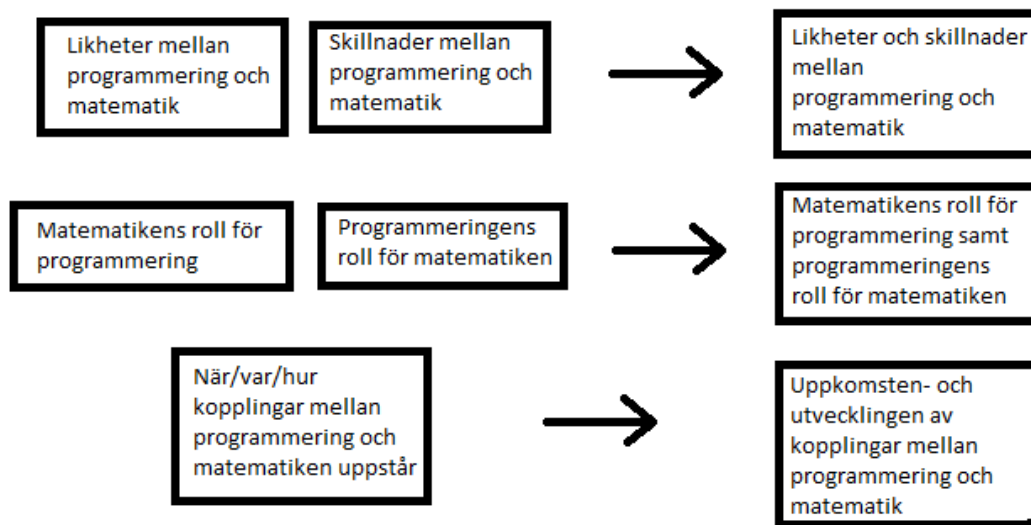 Likheter mellan
programmering och
matematik
Skillnader mellan
programmering och
matematik
Likheter och skillnader
mellan
programmering och
matematik
Matematikens roll för
programmering
Programmeringens
roll för matematiken
Matematikens roll för
programmering samt
programmeringens
roll för matematiken
När/var/hur
kopplingar mellan
programmering och
matematiken uppstår
Uppkomsten- och
utvecklingen av
kopplingar mellan
programmering och
matematik